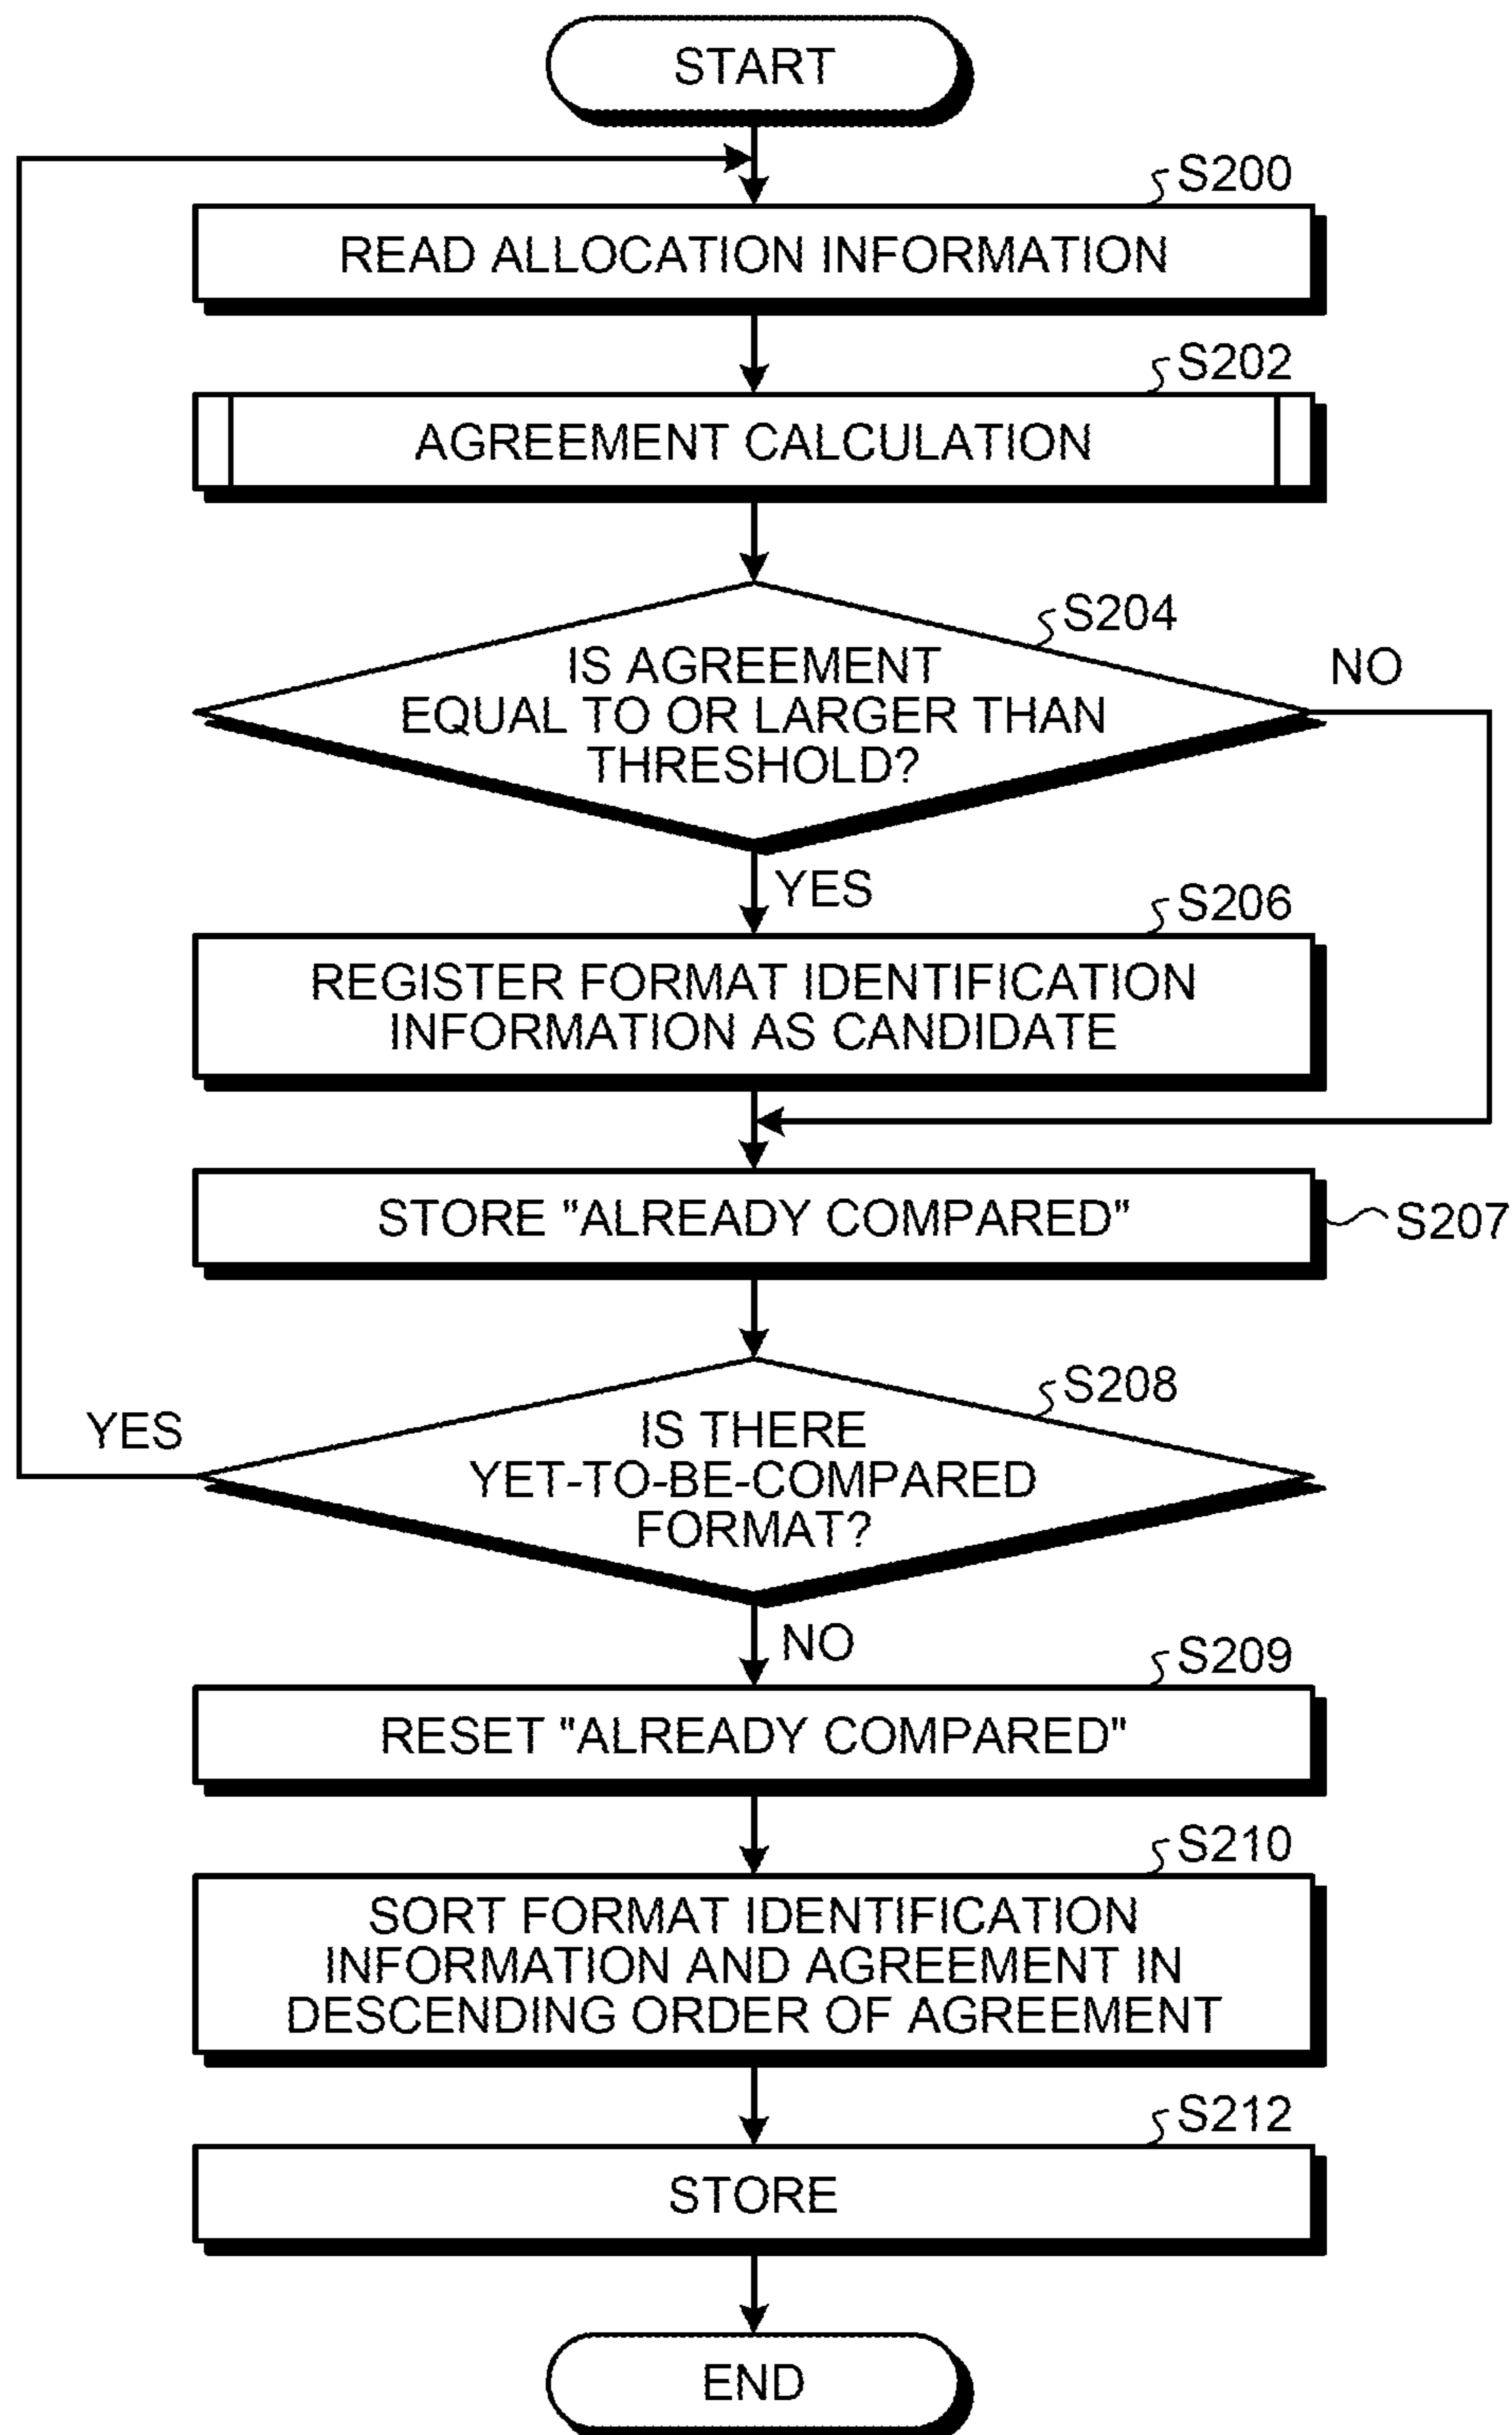 START
S200
READ ALLOCATION INFORMATION
S202
AGREEMENT CALCULATION
S204
IS AGREEMENT
EQUAL TO OR LARGER THAN
THRESHOLD?
NO
YES
S206
REGISTER FORMAT IDENTIFICATION
INFORMATION AS CANDIDATE
STORE "ALREADY COMPARED"
S207
S208
IS THERE
YET-TO-BE-COMPARED
FORMAT?
YES
NO
S209
RESET "ALREADY COMPARED"
S210
SORT FORMAT IDENTIFICATION
INFORMATION AND AGREEMENT IN
DESCENDING ORDER OF AGREEMENT
S212
STORE
END